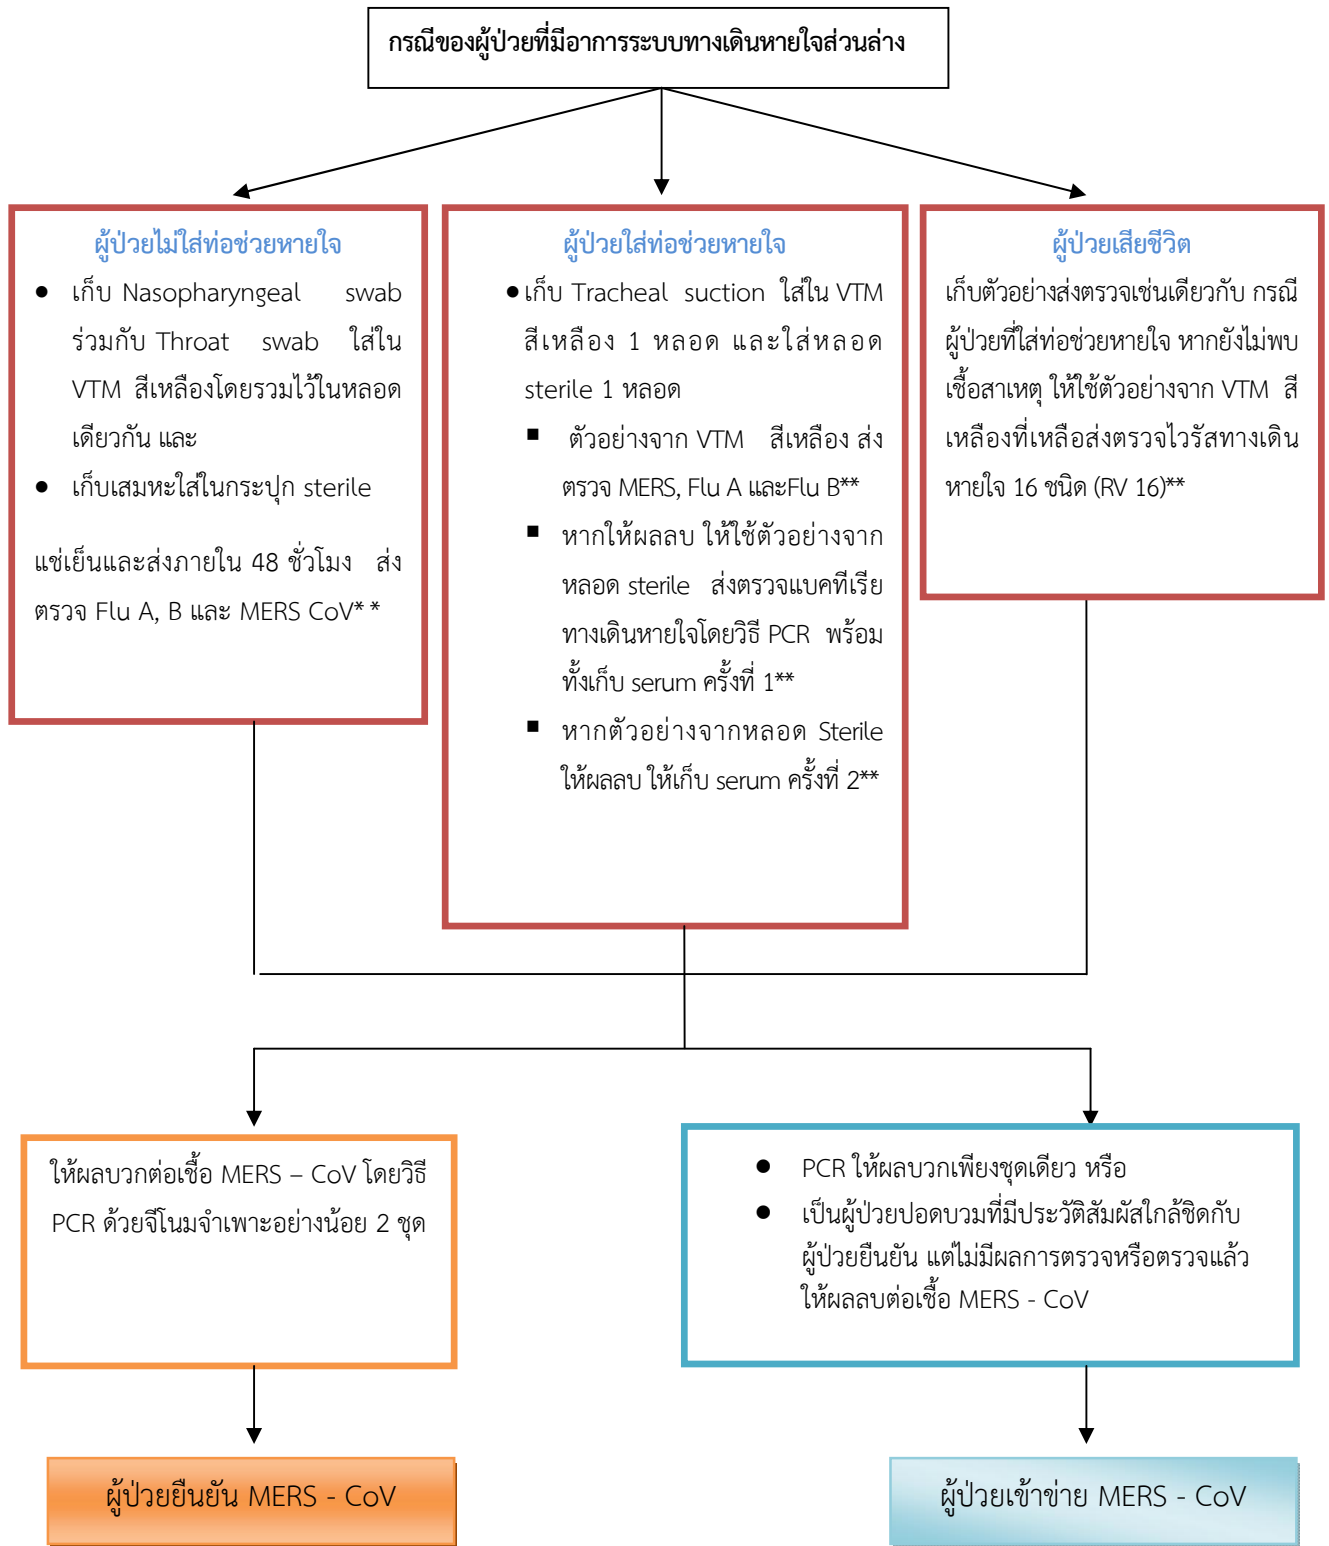 กรณีของผู้ป่วยที่มีอาการระบบทางเดินหายใจส่วนล่าง
ผู้ป่วยไม่ใส่ท่อช่วยหายใจ
● เก็บ Nasopharyngeal swab
ร่วมกับ Throat swab ใส่ใน
VTM สีเหลืองโดยรวมไว้ในหลอด
เดียวกัน และ
● เก็บเสมหะใส่ในกระปุก sterile
แช่เย็นและส่งภายใน 48 ชั่วโมง ส่ง
ตรวจ Flu A, B และ MERS CoV* *
ผู้ป่วยใส่ท่อช่วยหายใจ
● เก็บ Tracheal suction ใส่ใน VTM
สีเหลือง 1 หลอด และใส่หลอด
sterile 1 หลอด
■ ตัวอย่างจาก VTM สีเหลือง ส่ง
ตรวจ MERS, Flu A และFlu B**
■ หากให้ผลลบ ให้ใช้ตัวอย่างจาก
หลอด sterile ส่งตรวจแบคทีเรีย
ทางเดินหายใจโดยวิธี PCR พร้อม
ทั้งเก็บ serum ครั้งที่ 1**
■ หากตัวอย่างจากหลอด Sterile
ให้ผลลบ ให้เก็บ serum ครั้งที่ 2**
ผู้ป่วยเสียชีวิต
เก็บตัวอย่างส่งตรวจเช่นเดียวกับ กรณี
ผู้ป่วยที่ใส่ท่อช่วยหายใจ หากยังไม่พบ
เชื้อสาเหตุ ให้ใช้ตัวอย่างจาก VTM สี
เหลืองที่เหลือส่งตรวจไวรัสทางเดิน
หายใจ 16 ชนิด (RV 16)**
ให้ผลบวกต่อเชื้อ MERS – CoV โดยวิธี
PCR ด้วยจีโนมจำเพาะอย่างน้อย 2 ชุด
● PCR ให้ผลบวกเพียงชุดเดียว หรือ
● เป็นผู้ป่วยปอดบวมที่มีประวัติสัมผัสใกล้ชิดกับ
ผู้ป่วยยืนยัน แต่ไม่มีผลการตรวจหรือตรวจแล้ว
ให้ผลลบต่อเชื้อ MERS - CoV
ผู้ป่วยยืนยัน MERS - CoV
ผู้ป่วยเข้าข่าย MERS - CoV